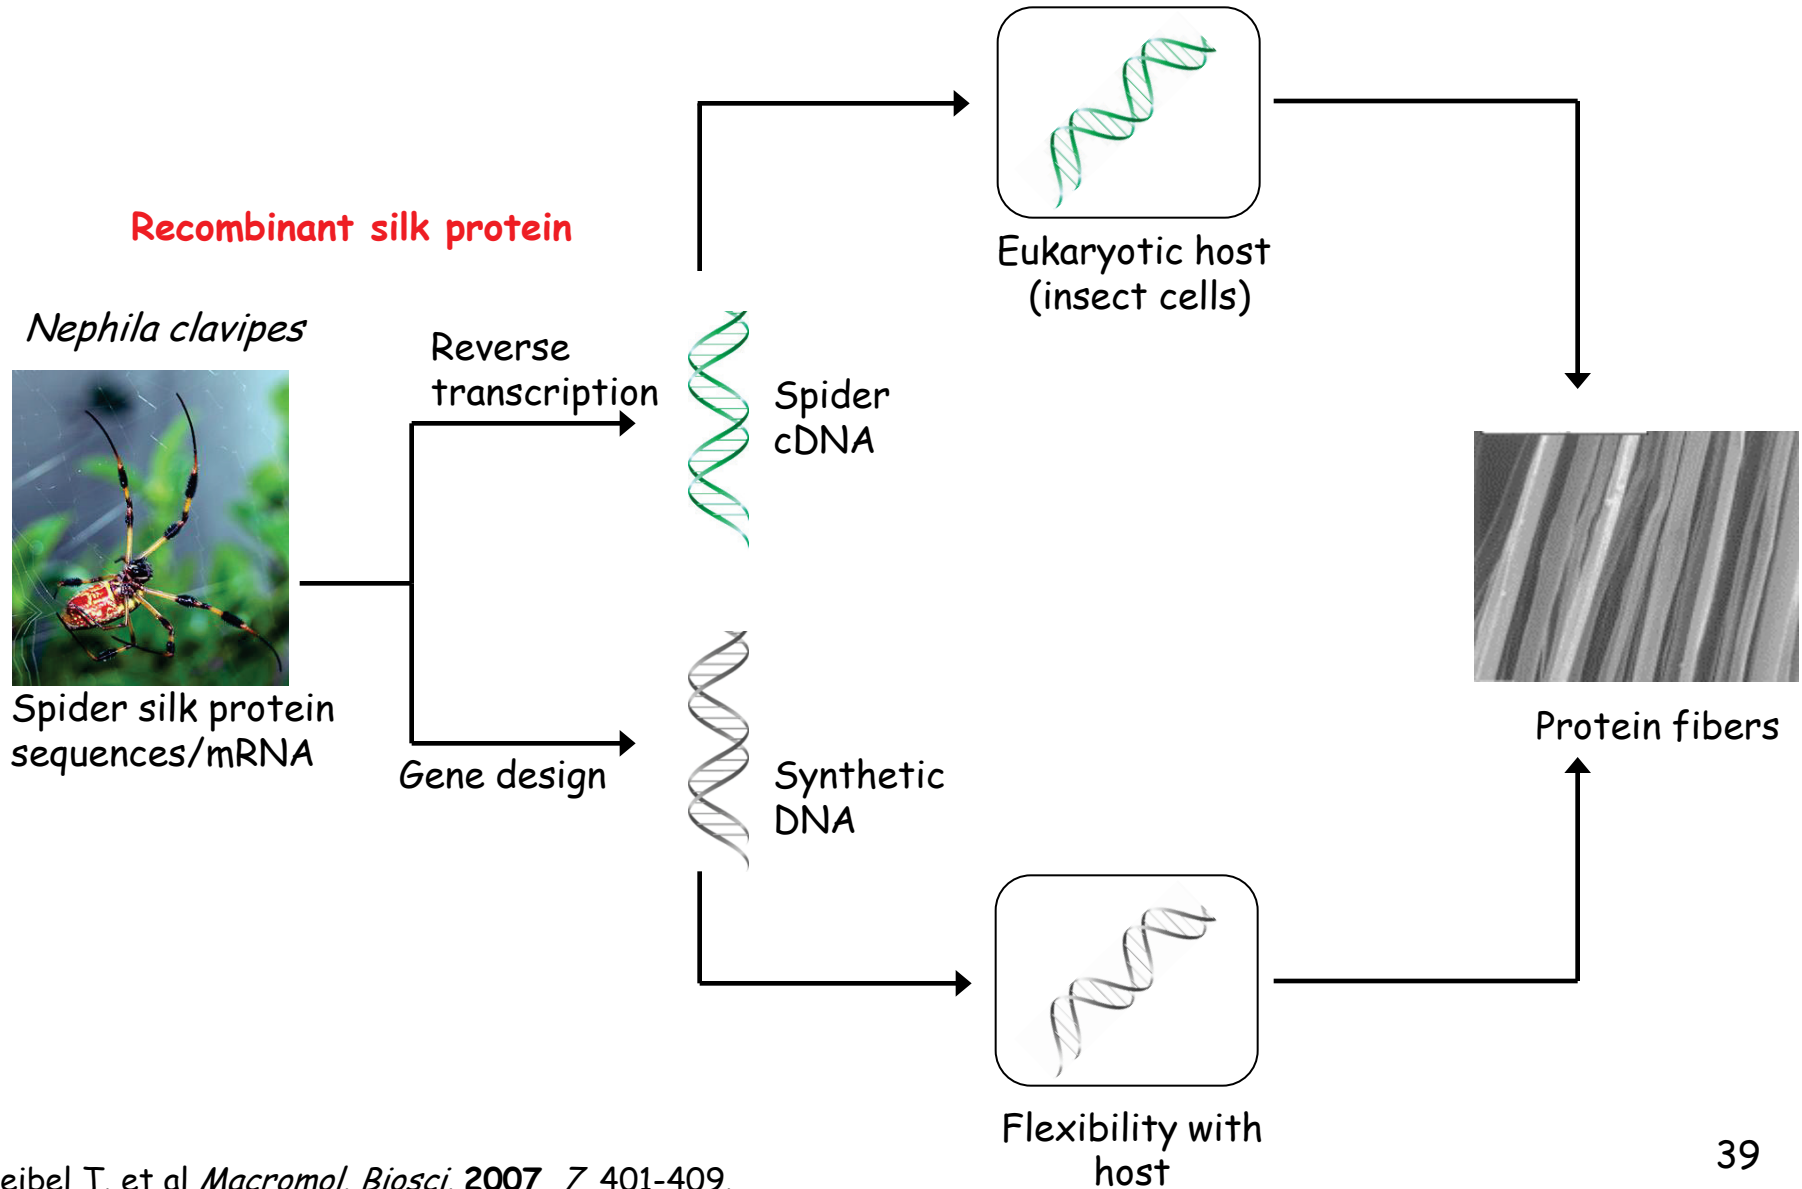 Recombinant silk protein
Nephila clavipes
Spider silk protein
sequences/mRNA
Reverse
transcription
Gene design
Spider
cDNA
Synthetic
DNA
Eukaryotic host
(insect cells)
Flexibility with
host
Protein fibers
eibel T. et al Macromol. Biosci. 2007, 7, 401-409.
39